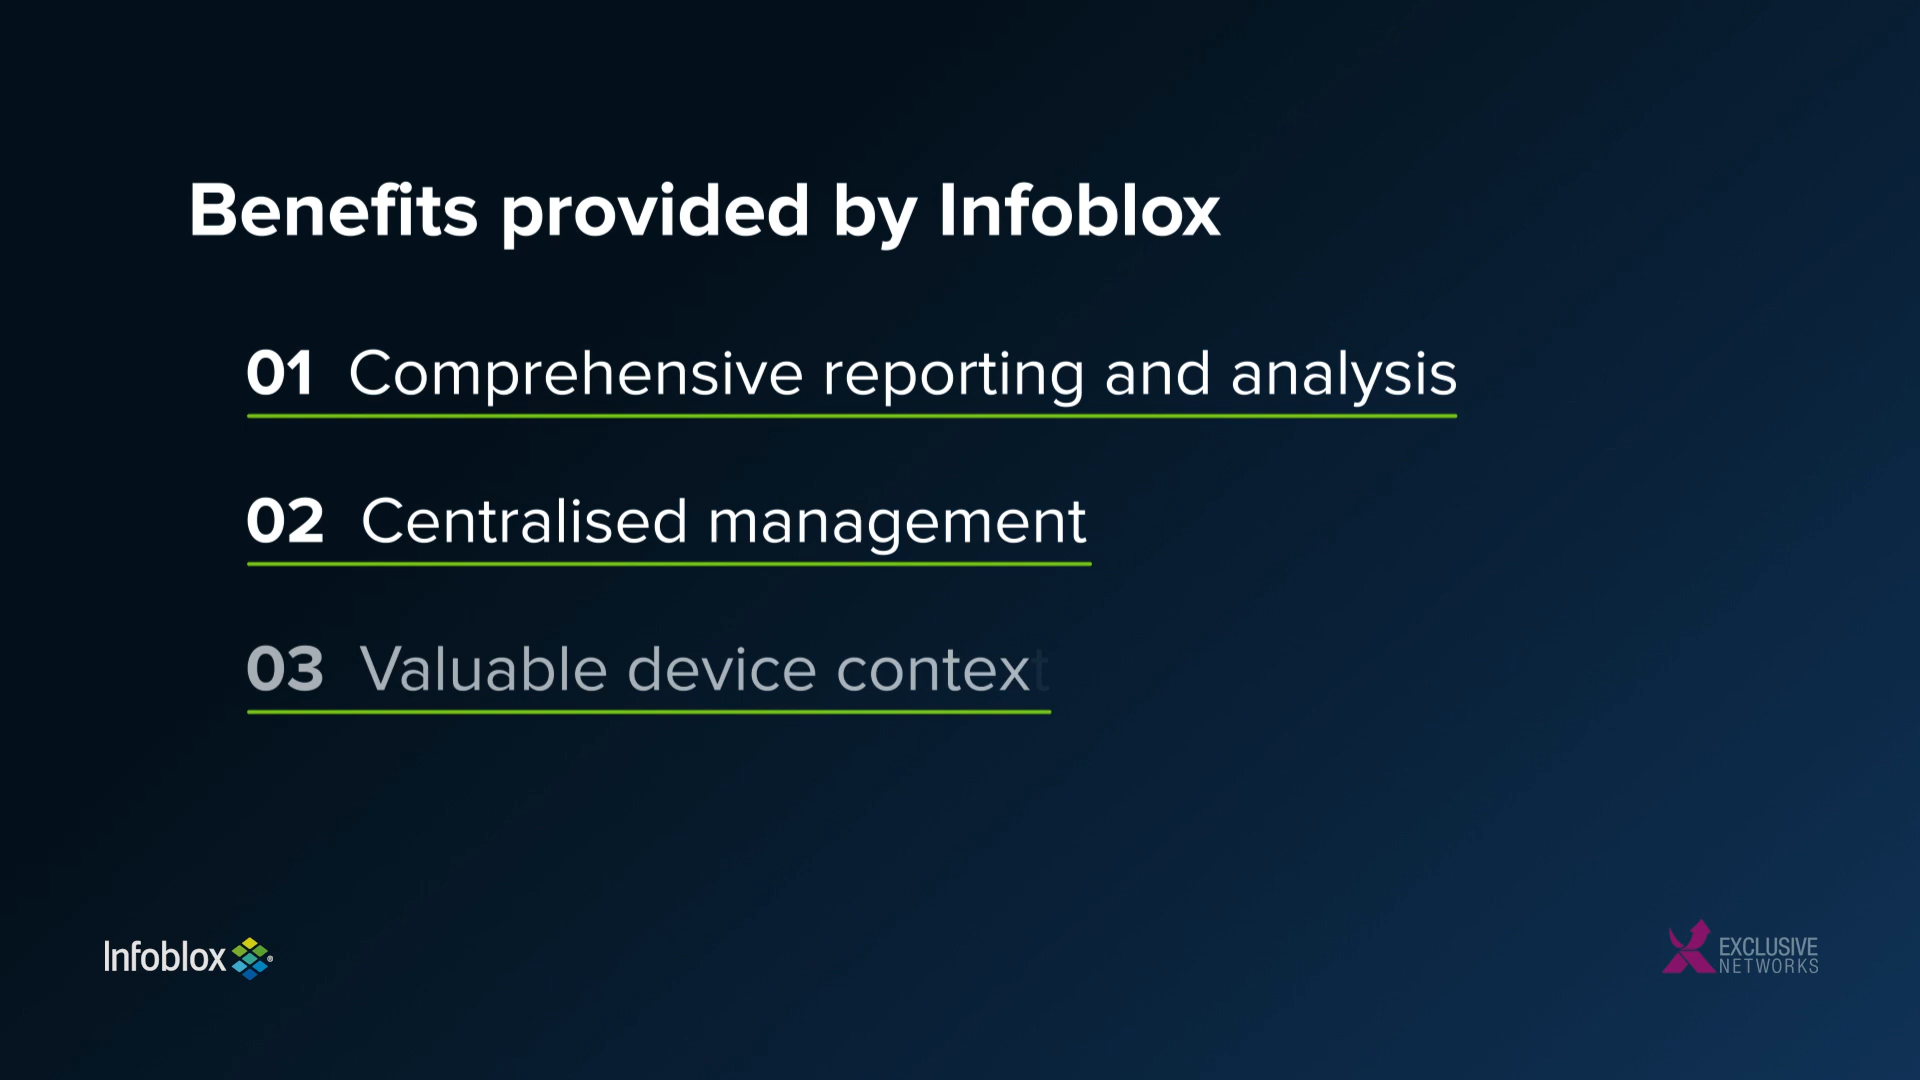 Benefits provided by Infoblox
01 Comprehensive reporting and analysis
02 Centralised management
03 Valuable device context
Infoblox®
EXCLUSIVE
NETWORKS